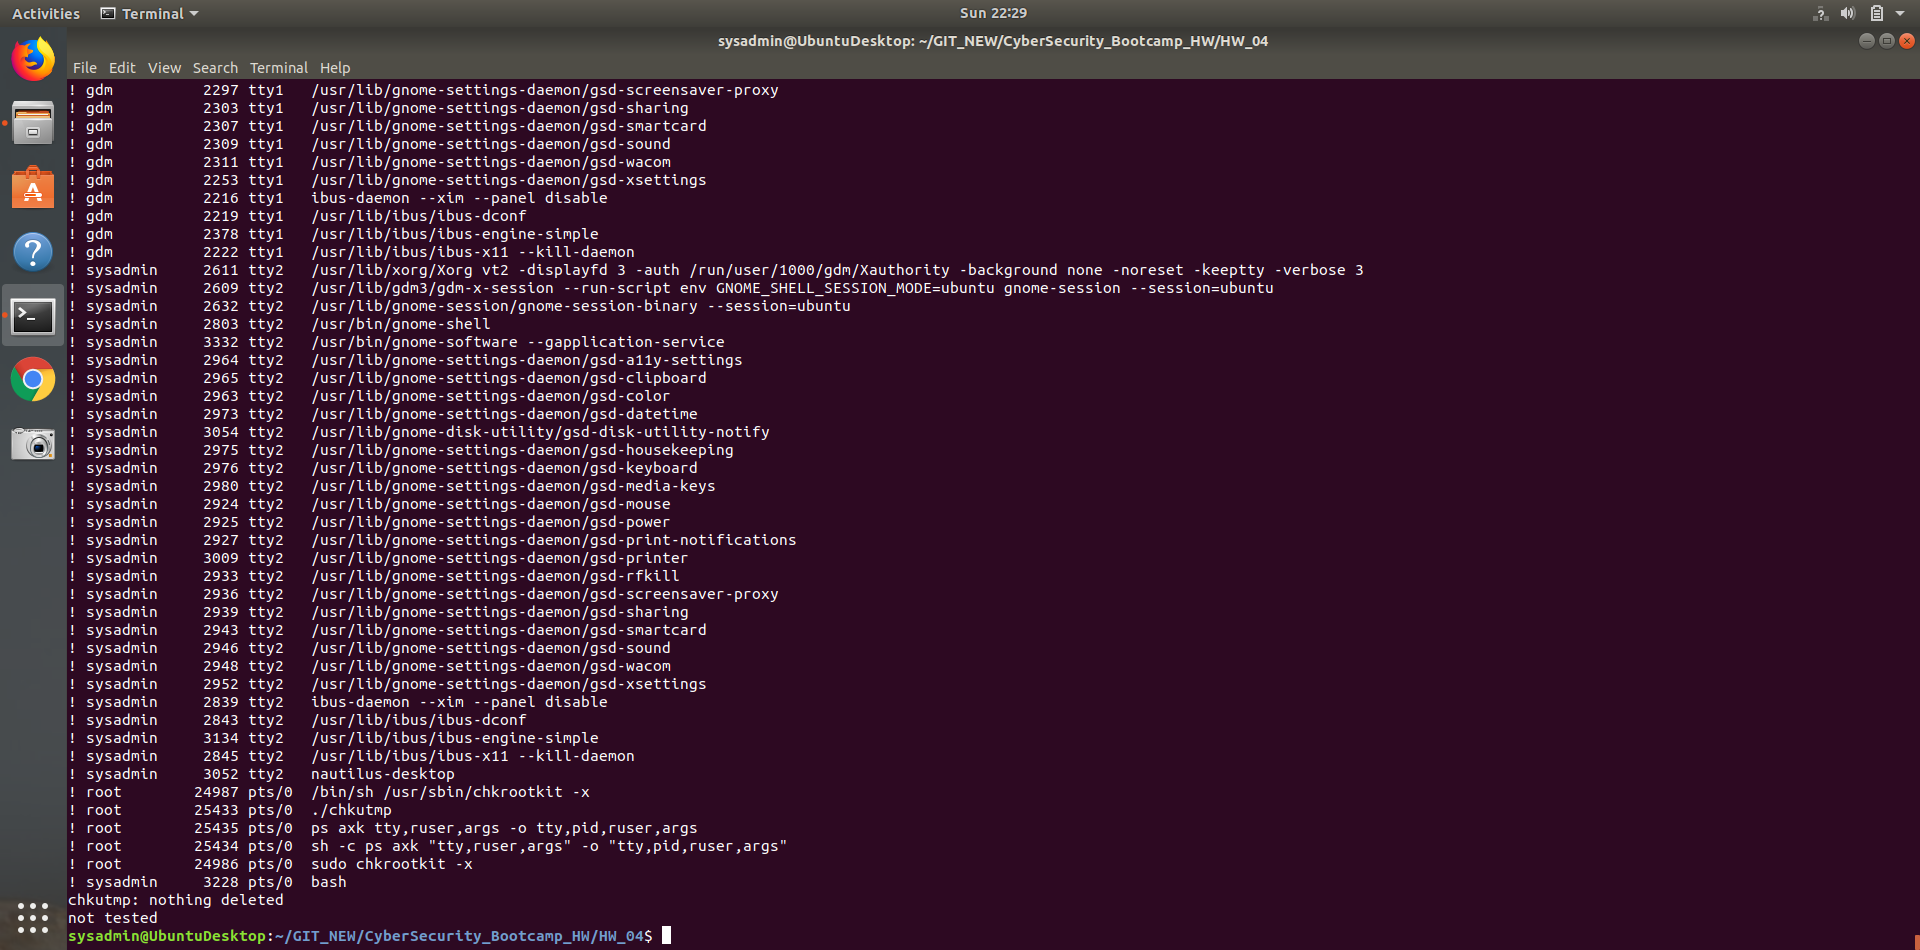 Activities Terminal Sun 22:29
sysadmin@UbuntuDesktop: ~/GIT_NEW/CyberSecurity_Bootcamp_HW/HW_04
File Edit View Search Terminal Help
! gdm 2297 tty1 /usr/lib/gnome-settings-daemon/gsd-screensaver-proxy
! gdm 2303 tty1 /usr/lib/gnome-settings-daemon/gsd-sharing
! gdm 2307 tty1 /usr/lib/gnome-settings-daemon/gsd-smartcard
! gdm 2309 tty1 /usr/lib/gnome-settings-daemon/gsd-sound
! gdm 2311 tty1 /usr/lib/gnome-settings-daemon/gsd-wacom
! gdm 2253 tty1 /usr/lib/gnome-settings-daemon/gsd-xsettings
! gdm 2216 tty1 ibus-daemon --xim --panel disable
! gdm 2219 tty1 /usr/lib/ibus/ibus-dconf
! gdm 2378 tty1 /usr/lib/ibus/ibus-engine-simple
! gdm 2222 tty1 /usr/lib/ibus/ibus-x11 --kill-daemon
! sysadmin 2611 tty2 /usr/lib/xorg/Xorg vt2 -displayfd 3 -auth /run/user/1000/gdm/Xauthority -background none -noreset -keeptty -verbose 3
! sysadmin 2609 tty2 /usr/lib/gdm3/gdm-x-session --run-script env GNOME_SHELL_SESSION_MODE=ubuntu gnome-session --session=ubuntu
! sysadmin 2632 tty2 /usr/lib/gnome-session/gnome-session-binary --session=ubuntu
! sysadmin 2803 tty2 /usr/bin/gnome-shell
! sysadmin 3332 tty2 /usr/bin/gnome-software --gapplication-service
! sysadmin 2964 tty2 /usr/lib/gnome-settings-daemon/gsd-a11y-settings
! sysadmin 2965 tty2 /usr/lib/gnome-settings-daemon/gsd-clipboard
! sysadmin 2963 tty2 /usr/lib/gnome-settings-daemon/gsd-color
! sysadmin 2973 tty2 /usr/lib/gnome-settings-daemon/gsd-datetime
! sysadmin 3054 tty2 /usr/lib/gnome-disk-utility/gsd-disk-utility-notify
! sysadmin 2975 tty2 /usr/lib/gnome-settings-daemon/gsd-housekeeping
! sysadmin 2976 tty2 /usr/lib/gnome-settings-daemon/gsd-keyboard
! sysadmin 2980 tty2 /usr/lib/gnome-settings-daemon/gsd-media-keys
! sysadmin 2924 tty2 /usr/lib/gnome-settings-daemon/gsd-mouse
! sysadmin 2925 tty2 /usr/lib/gnome-settings-daemon/gsd-power
! sysadmin 2927 tty2 /usr/lib/gnome-settings-daemon/gsd-print-notifications
! sysadmin 3009 tty2 /usr/lib/gnome-settings-daemon/gsd-printer
! sysadmin 2933 tty2 /usr/lib/gnome-settings-daemon/gsd-rfkill
! sysadmin 2936 tty2 /usr/lib/gnome-settings-daemon/gsd-screensaver-proxy
! sysadmin 2939 tty2 /usr/lib/gnome-settings-daemon/gsd-sharing
! sysadmin 2943 tty2 /usr/lib/gnome-settings-daemon/gsd-smartcard
! sysadmin 2946 tty2 /usr/lib/gnome-settings-daemon/gsd-sound
! sysadmin 2948 tty2 /usr/lib/gnome-settings-daemon/gsd-wacom
! sysadmin 2952 tty2 /usr/lib/gnome-settings-daemon/gsd-xsettings
! sysadmin 2839 tty2 ibus-daemon --xim --panel disable
! sysadmin 2843 tty2 /usr/lib/ibus/ibus-dconf
! sysadmin 3134 tty2 /usr/lib/ibus/ibus-engine-simple
! sysadmin 2845 tty2 /usr/lib/ibus/ibus-x11 --kill-daemon
! sysadmin 3052 tty2 nautilus-desktop
! root 24987 pts/0 /bin/sh /usr/sbin/chkrootkit -x
! root 25433 pts/0 ./chkutmp
! root 25435 pts/0 ps axk tty,ruser,args -o tty,pid,ruser,args
! root 25434 pts/0 sh -c ps axk "tty,ruser,args" -o "tty,pid,ruser,args"
! root 24986 pts/0 sudo chkrootkit -x
! sysadmin 3228 pts/0 bash
chkutmp: nothing deleted
not tested
sysadmin@UbuntuDesktop:~/GIT_NEW/CyberSecurity_Bootcamp_HW/HW_04$